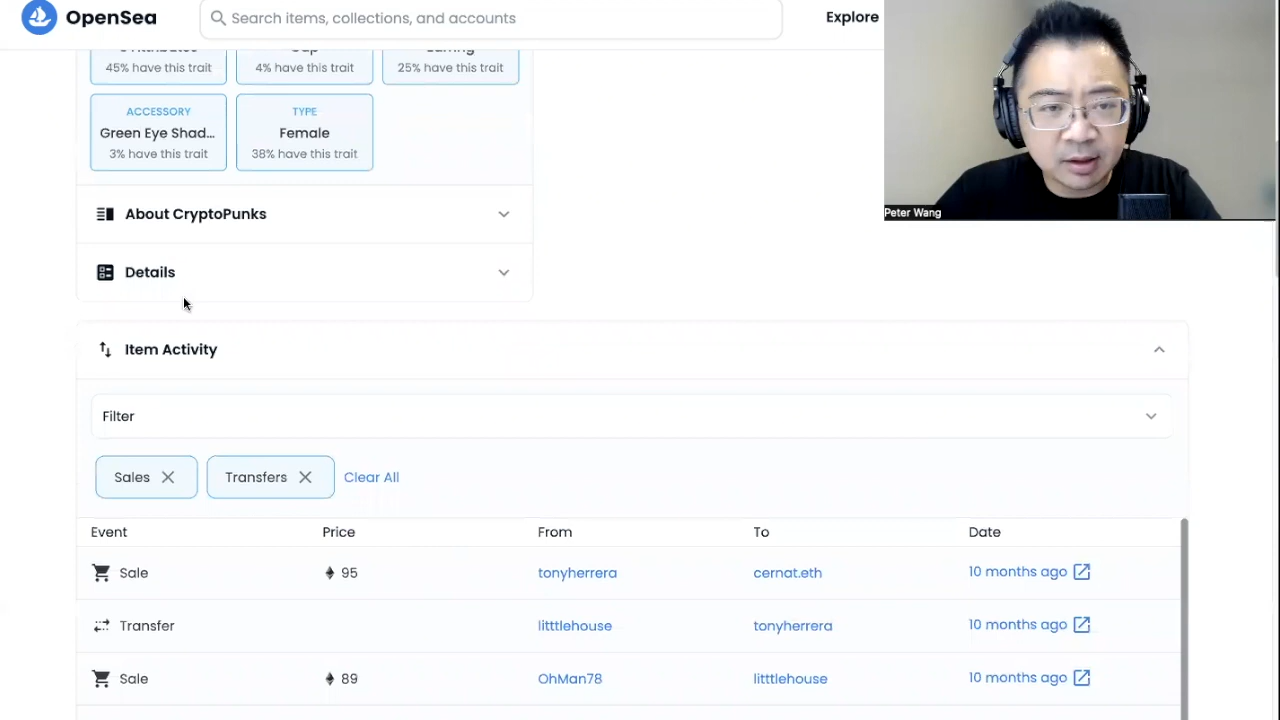 OpenSea
Search items, collections, and accounts
Explore
45% have this trait
4% have this trait
25% have this trait
ACCESSORY
Green Eye Shad...
3% have this trait
TYPE
Female
38% have this trait
About CryptoPunks
Details
Peter Wang
Item Activity
Filter
Sales
Transfers
Clear All
Event Price From To Date
Sale 95 tonyherrera cernat.eth 10 months ago
Transfer litttlehouse tonyherrera 10 months ago
Sale 89 OhMan78 litttlehouse 10 months ago